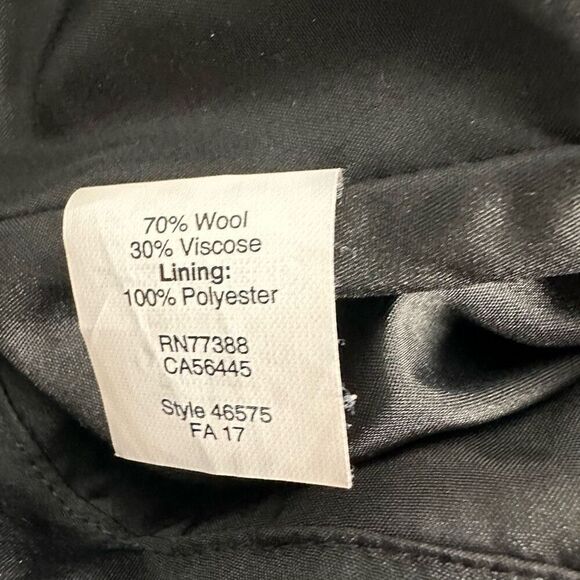 70% Wool
30% Viscose
Lining:
100% Polyester
RN77388
CA56445
Style 46575
FA 17